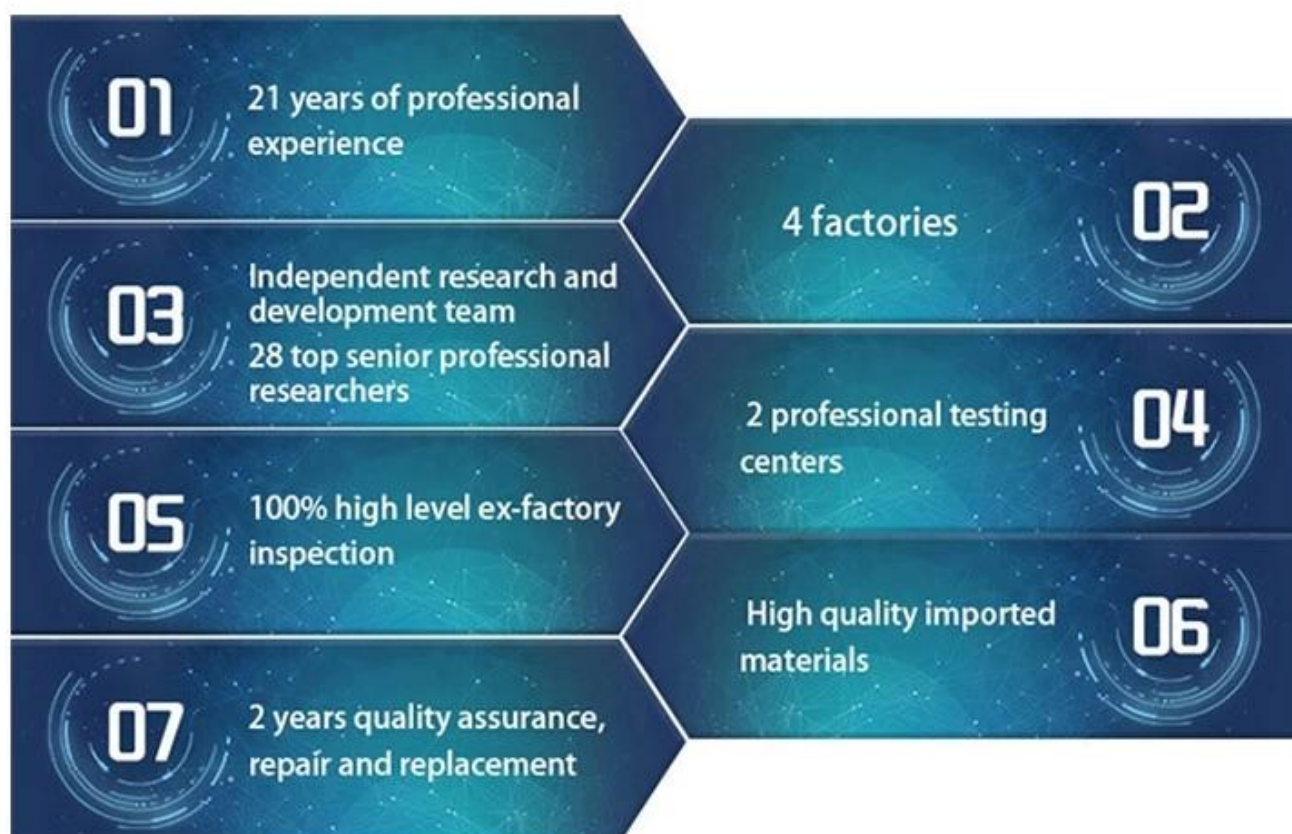 01
21 years of professional
experience
02
4 factories
03
Independent research and
development team
28 top senior professional
researchers
04
2 professional testing
centers
05
100% high level ex-factory
inspection
06
High quality imported
materials
07
2 years quality assurance,
repair and replacement